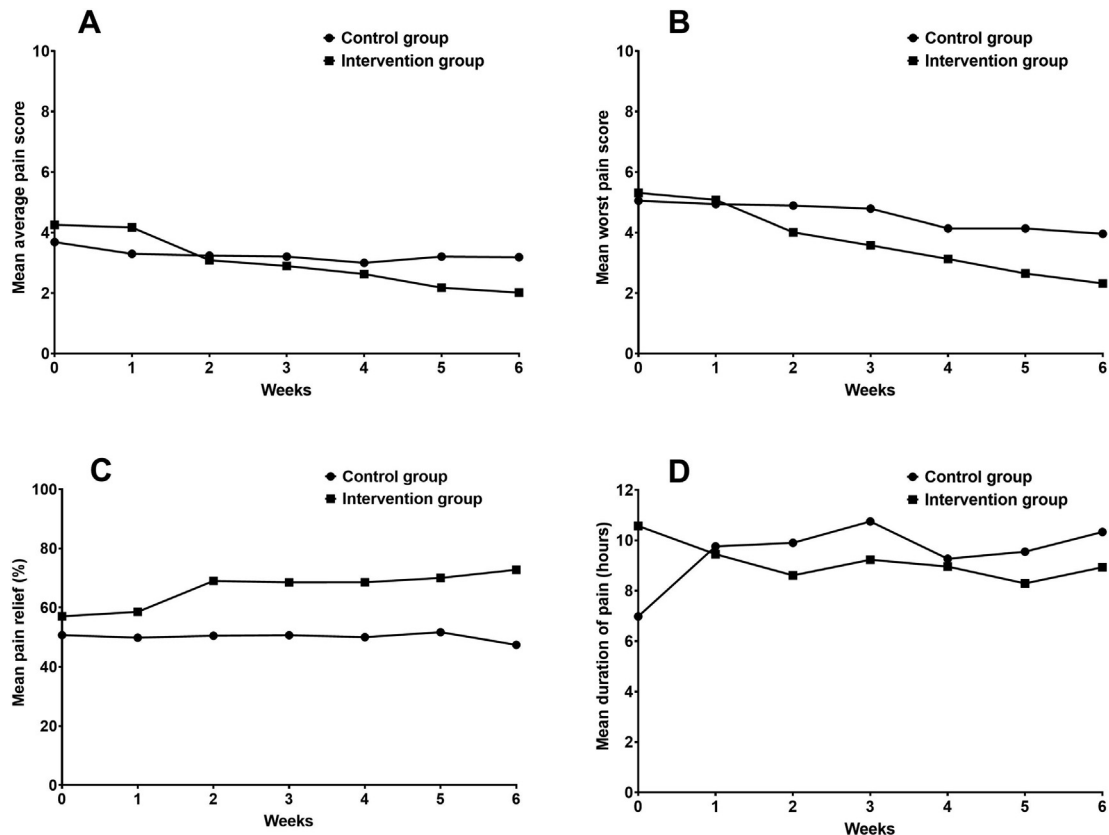 A
Control group
Intervention group
Mean average pain score
10
8
6
4
2
0
0 1 2 3 4 5 6
Weeks
B
Control group
Intervention group
Mean worst pain score
10
8
6
4
2
0
0 1 2 3 4 5 6
Weeks
C
Control group
Intervention group
Mean pain relief (%)
100
80
60
40
20
0
0 1 2 3 4 5 6
Weeks
D
Control group
Intervention group
Mean duration of pain (hours)
12
10
8
6
4
2
0
0 1 2 3 4 5 6
Weeks